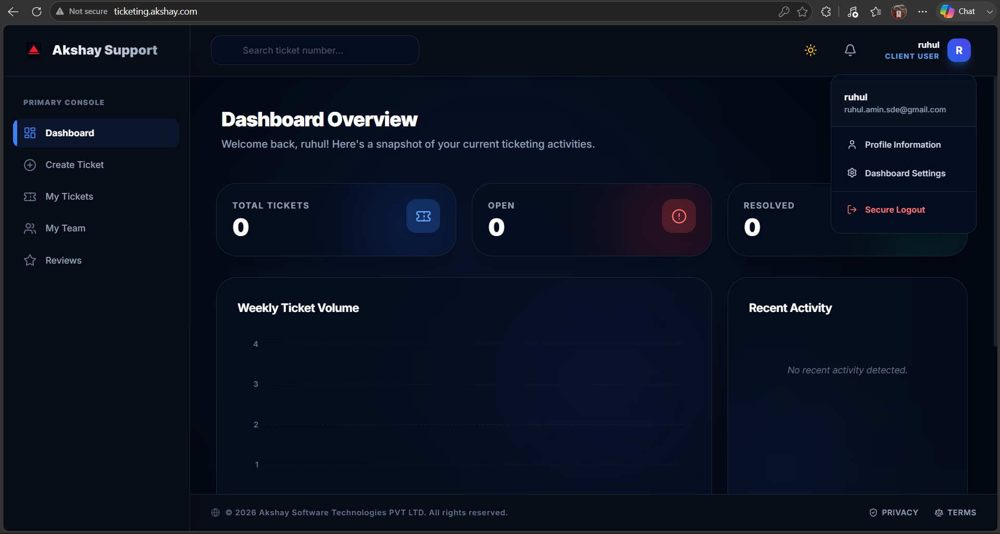 Not secure
ticketing.akshay.com
Chat
Akshay Support
Search ticket number...
ruhul
CLIENT USER
R
ruhul
ruhul.amin.sde@gmail.com
Profile Information
Dashboard Settings
Secure Logout
PRIMARY CONSOLE
Dashboard
Create Ticket
My Tickets
My Team
Reviews
Dashboard Overview
Welcome back, ruhul! Here's a snapshot of your current ticketing activities.
TOTAL TICKETS
0
OPEN
0
RESOLVED
0
Weekly Ticket Volume
4
3
2
1
Recent Activity
No recent activity detected.
© 2026 Akshay Software Technologies PVT LTD. All rights reserved.
PRIVACY
TERMS